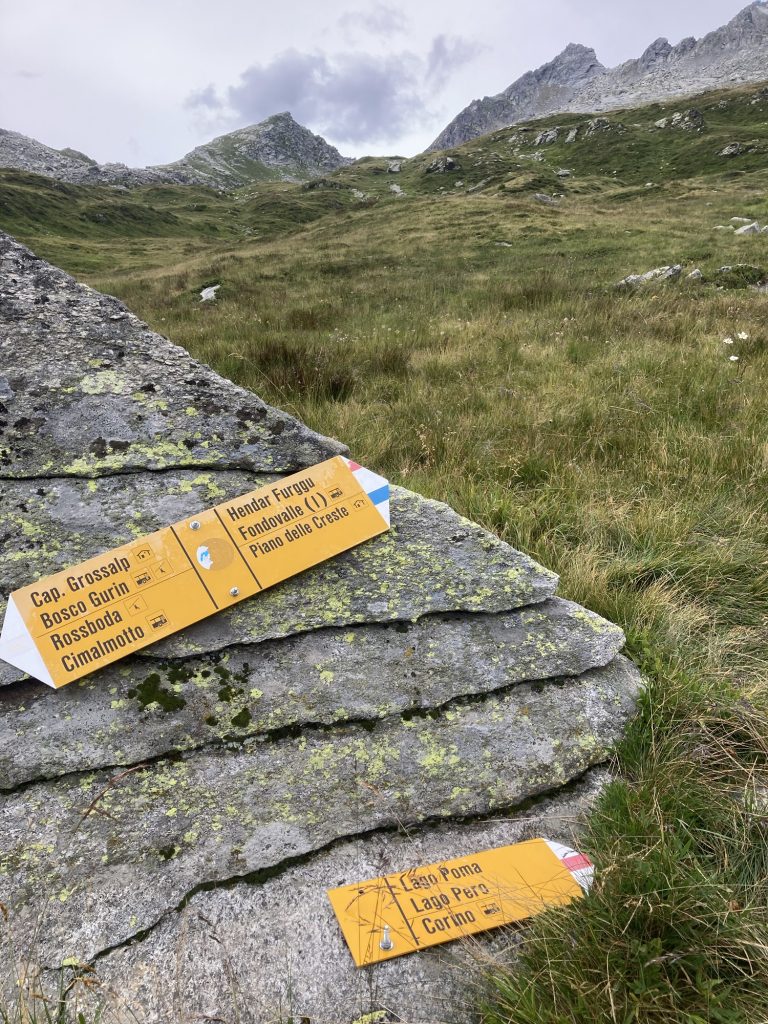 Cap. Grossalp
Bosco Gurin
Rossboda
Cimalmotto
Hendar Furggu
Fondovalle (I)
Piano delle Creste
Lago Poma
Lago Pero
Corino